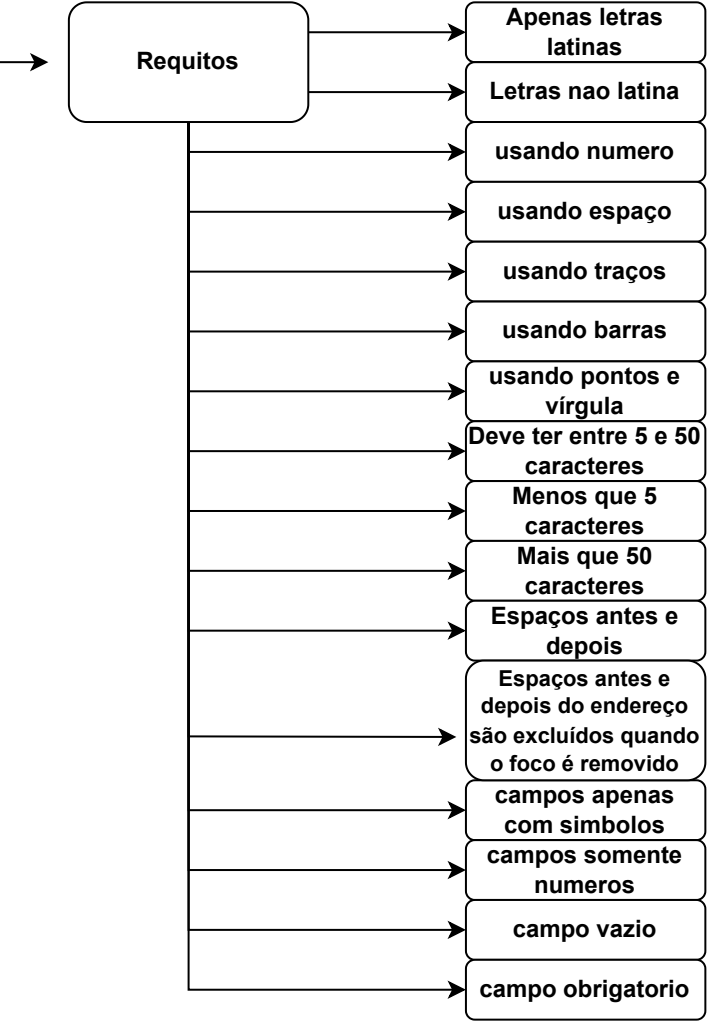 Requitos
Apenas letras
latinas
Letras nao latina
usando numero
usando espaço
usando traços
usando barras
usando pontos e
vírgula
Deve ter entre 5 e 50
caracteres
Menos que 5
caracteres
Mais que 50
caracteres
Espaços antes e
depois
Espaços antes e
depois do endereço
são excluídos quando
o foco é removido
campos apenas
com simbolos
campos somente
numeros
campo vazio
campo obrigatorio